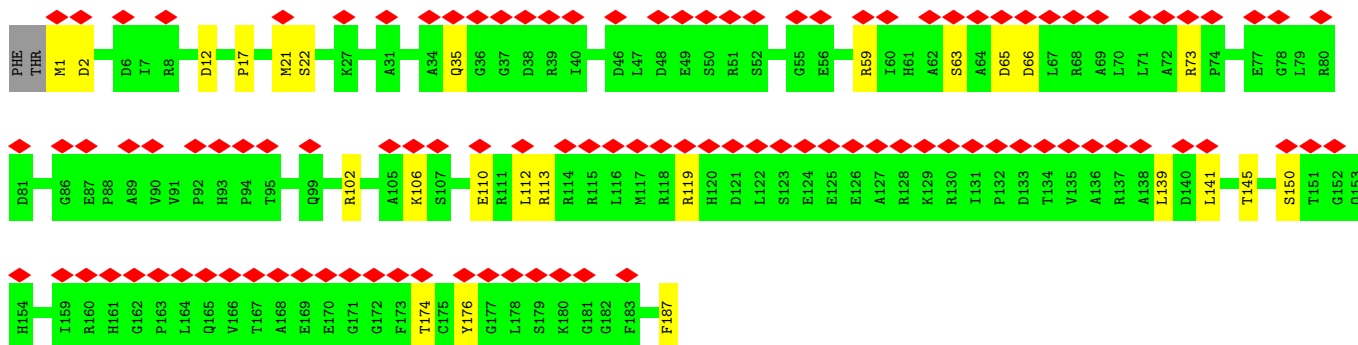 PHE THR M1 D2 D6 I7 R8 D12 P17 M21 S22 K27 A31 A34 Q35 G36 G37 D38 R39 I40 D46 L47 D48 E49 S50 R51 S52 G55 E56 R59 I60 H61 A62 S63 A64 D65 D66 L67 R68 A69 L70 L71 A72 R73 P74 E77 G78 L79 R80
D81 G86 E87 P88 A89 V90 V91 P92 H93 P94 T95 Q99 R102 A105 K106 S107 E110 R111 L112 R113 R114 R115 L116 M117 R118 R119 H120 D121 L122 S123 E124 E125 E126 A127 R128 K129 R130 I131 P132 D133 T134 V135 A136 R137 A138 L139 D140 L141 T145 S150 T151 G152 Q153
H154 I159 R160 H161 G162 P163 L164 Q165 V166 T167 A168 E169 E170 G171 G172 F173 T174 C175 Y176 G177 L178 S179 K180 G181 G182 F183 F187